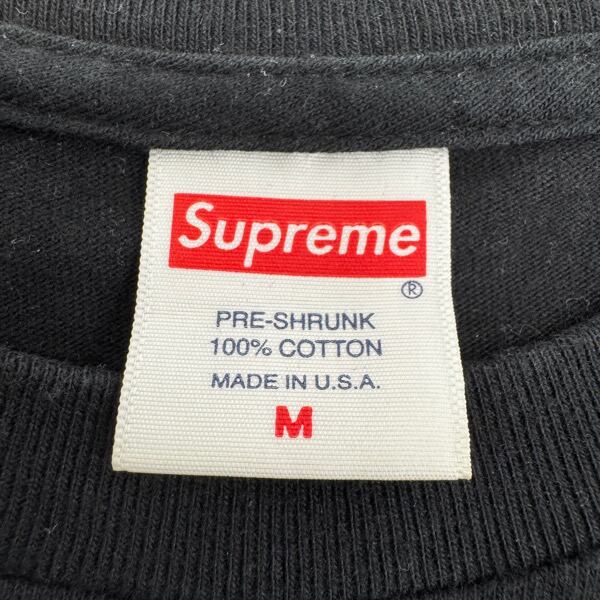 Supreme
®
PRE-SHRUNK
100% COTTON
MADE IN U.S.A.
M